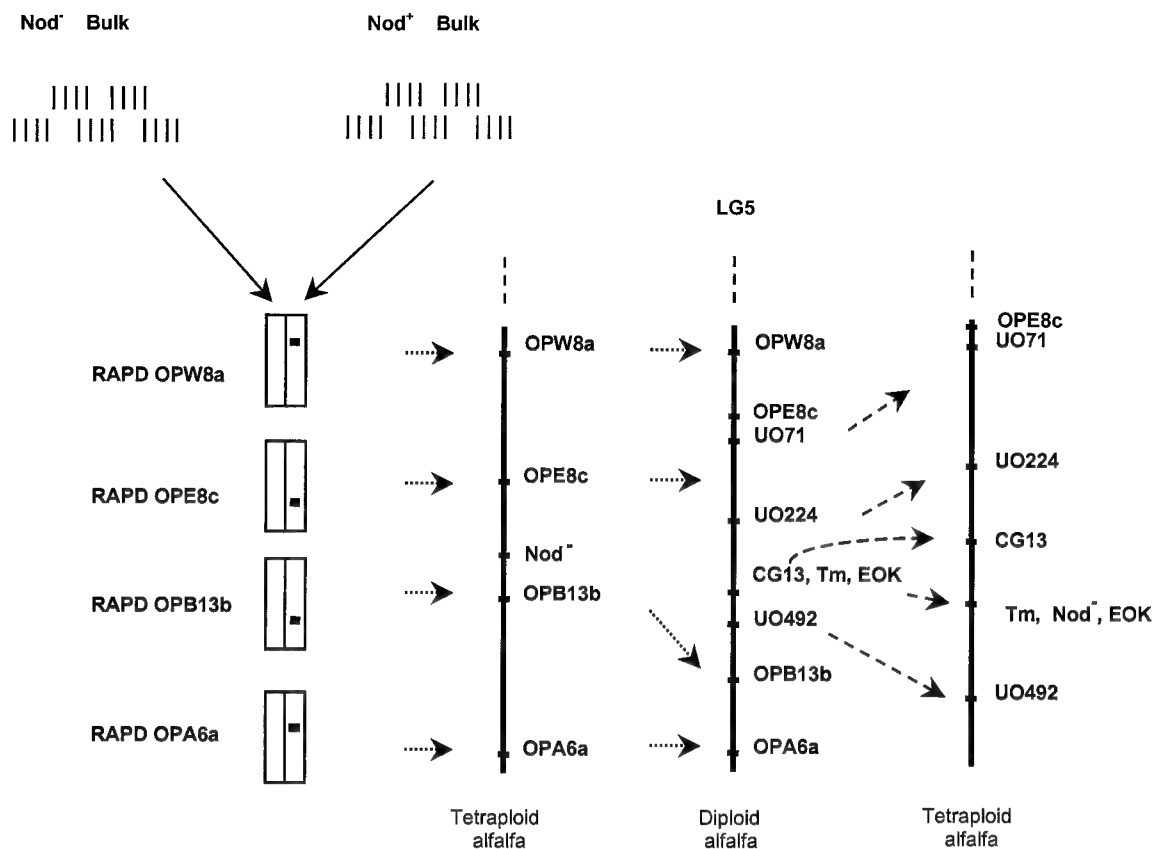 Nod⁻ Bulk
Nod⁺ Bulk
RAPD OPW8a
RAPD OPE8c
RAPD OPB13b
RAPD OPA6a
OPW8a
OPE8c
Nod⁻
OPB13b
OPA6a
Tetraploid
alfalfa
LG5
OPW8a
OPE8c
UO71
UO224
CG13, Tm, EOK
UO492
OPB13b
OPA6a
Diploid
alfalfa
OPE8c
UO71
UO224
CG13
Tm, Nod⁻, EOK
UO492
Tetraploid
alfalfa